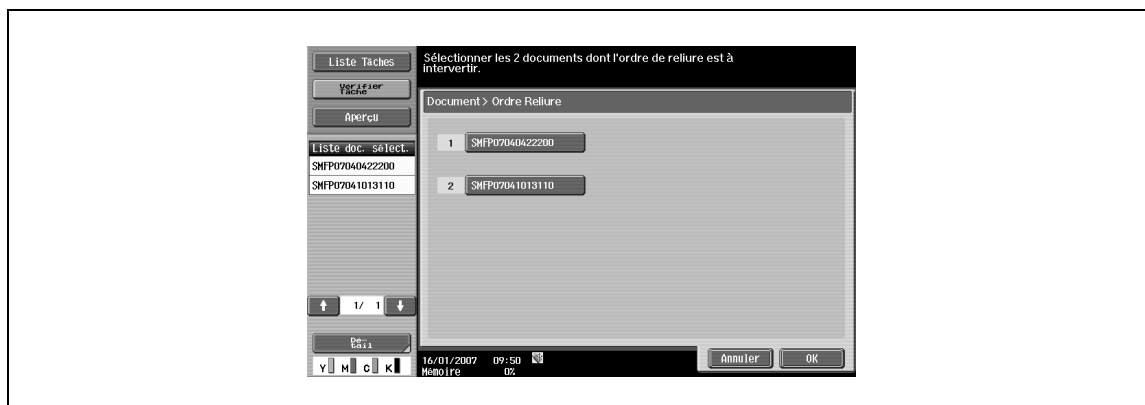 Liste Tâches
Vérifier
Tâche
Aperçu
Liste doc. sélect.
SMFP07040422200
SMFP07041013110
1/ 1
Dé-
tail
Y M C K
Sélectionner les 2 documents dont l'ordre de reliure est à
intervertir.
Document > Ordre Reliure
1 SMFP07040422200
2 SMFP07041013110
16/01/2007 09:50
Mémoire 0%
Annuler OK